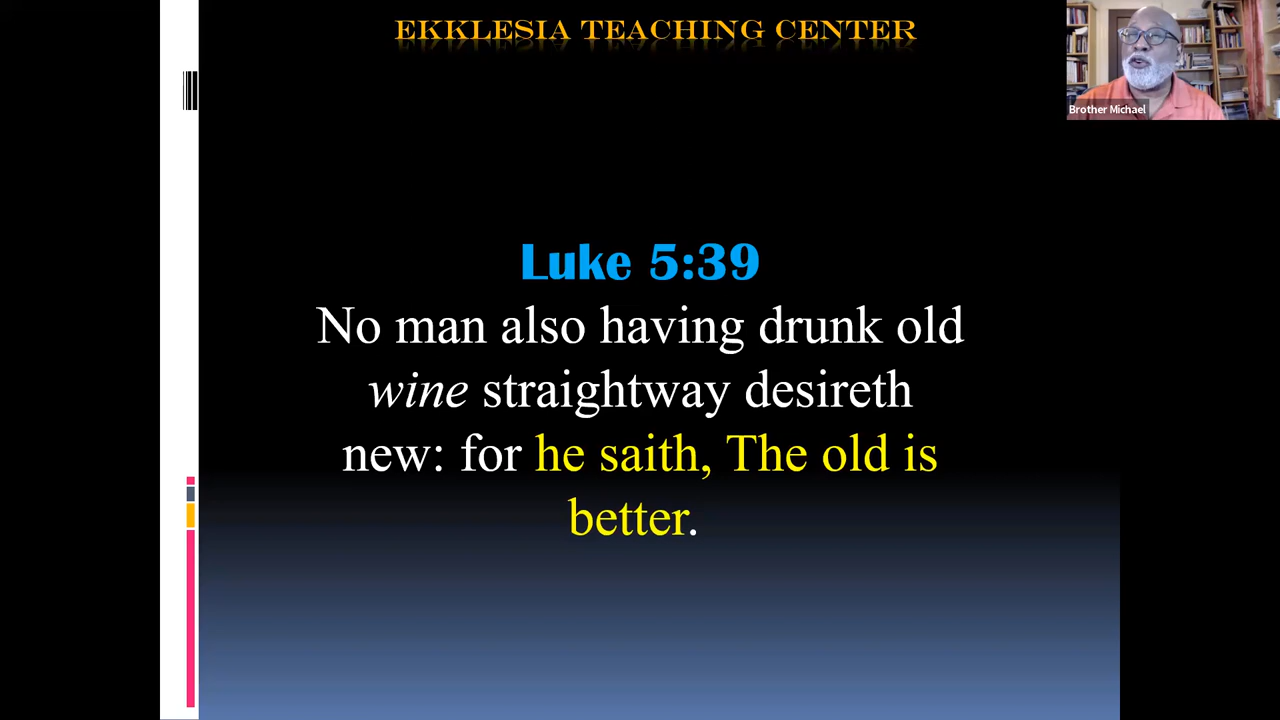 EKKLESIA TEACHING CENTER
Brother Michael
Luke 5:39
No man also having drunk old
wine straightway desireth
new: for he saith, The old is
better.